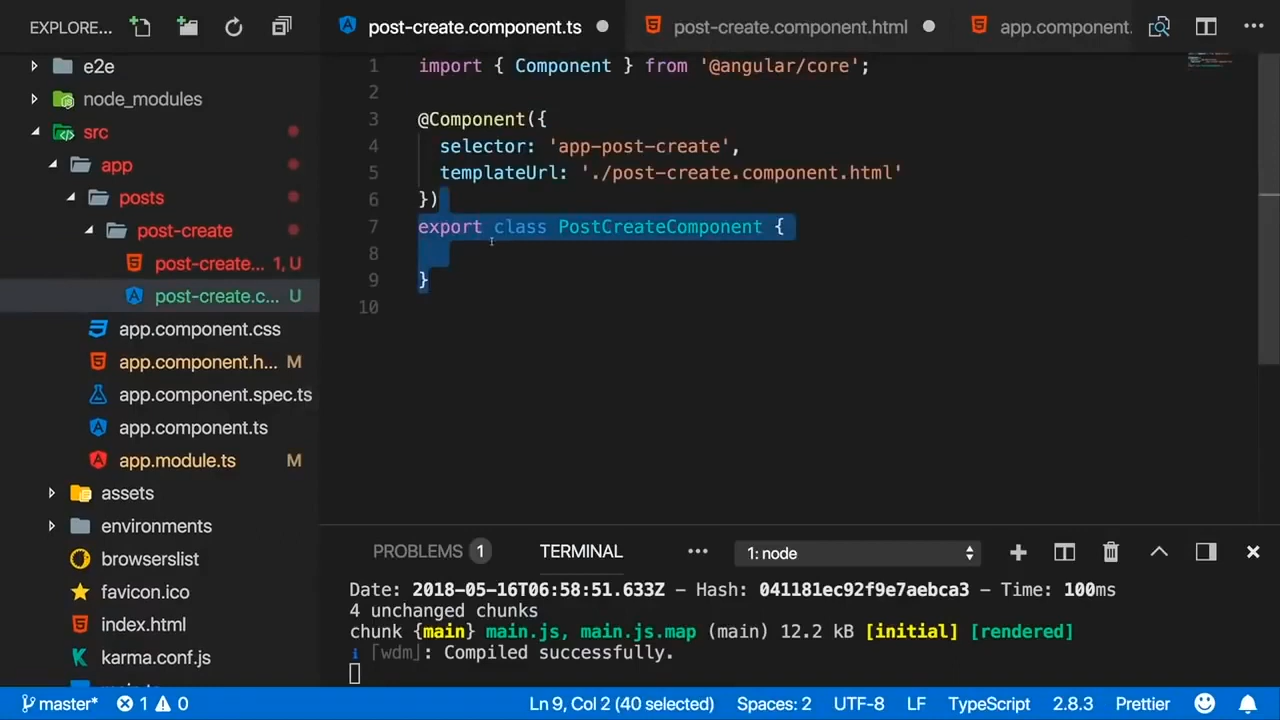 EXPLORE...
post-create.component.ts
post-create.component.html
app.component.
e2e
node_modules
src
app
posts
post-create
post-create... 1, U
post-create.c... U
app.component.css
app.component.h... M
app.component.spec.ts
app.component.ts
app.module.ts M
assets
environments
browserslist
favicon.ico
index.html
karma.conf.js
1 import { Component } from '@angular/core';
2
3 @Component({
4 selector: 'app-post-create',
5 templateUrl: './post-create.component.html'
6 })
7 export class PostCreateComponent {
8
9 }
10
PROBLEMS 1 TERMINAL ... 1: node
Date: 2018-05-16T06:58:51.633Z - Hash: 041181ec92f9e7aebca3 - Time: 100ms
4 unchanged chunks
chunk {main} main.js, main.js.map (main) 12.2 kB [initial] [rendered]
i ｢wdm｣: Compiled successfully.
master* 1 0 Ln 9, Col 2 (40 selected) Spaces: 2 UTF-8 LF TypeScript 2.8.3 Prettier